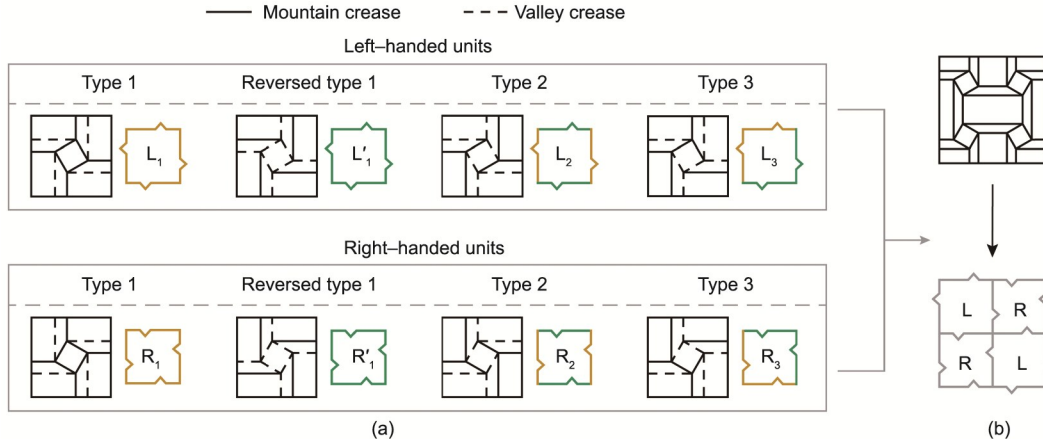 Mountain crease Valley crease
Left–handed units
Type 1 Reversed type 1 Type 2 Type 3
L₁ L′₁ L₂ L₃
Right–handed units
Type 1 Reversed type 1 Type 2 Type 3
R₁ R′₁ R₂ R₃
L R
R L
(a) (b)